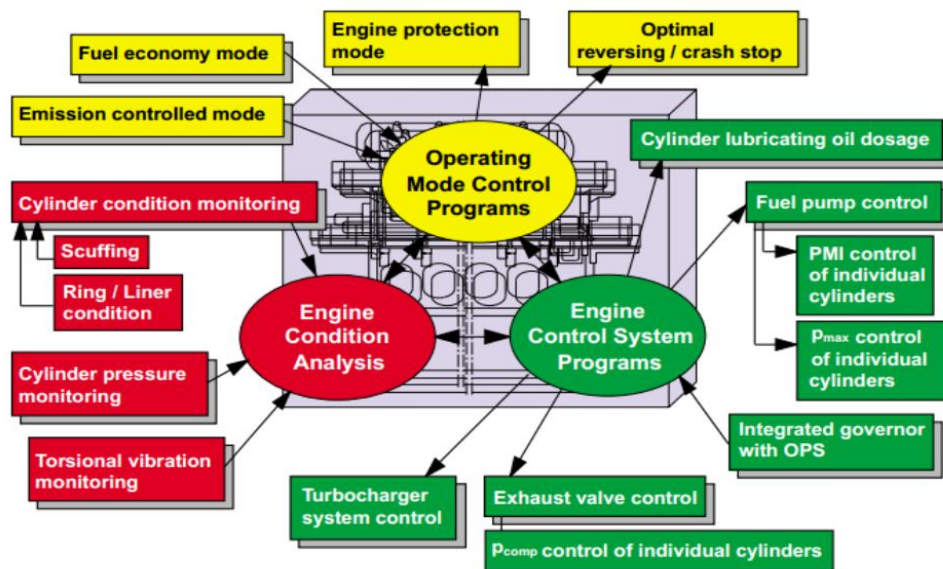 Engine protection
mode
Optimal
reversing / crash stop
Fuel economy mode
Emission controlled mode
Operating
Mode Control
Programs
Cylinder lubricating oil dosage
Cylinder condition monitoring
Scuffing
Ring / Liner
condition
Fuel pump control
PMI control
of individual
cylinders
pmax control
of individual
cylinders
Engine
Condition
Analysis
Engine
Control System
Programs
Cylinder pressure
monitoring
Torsional vibration
monitoring
Integrated governor
with OPS
Turbocharger
system control
Exhaust valve control
pcomp control of individual cylinders